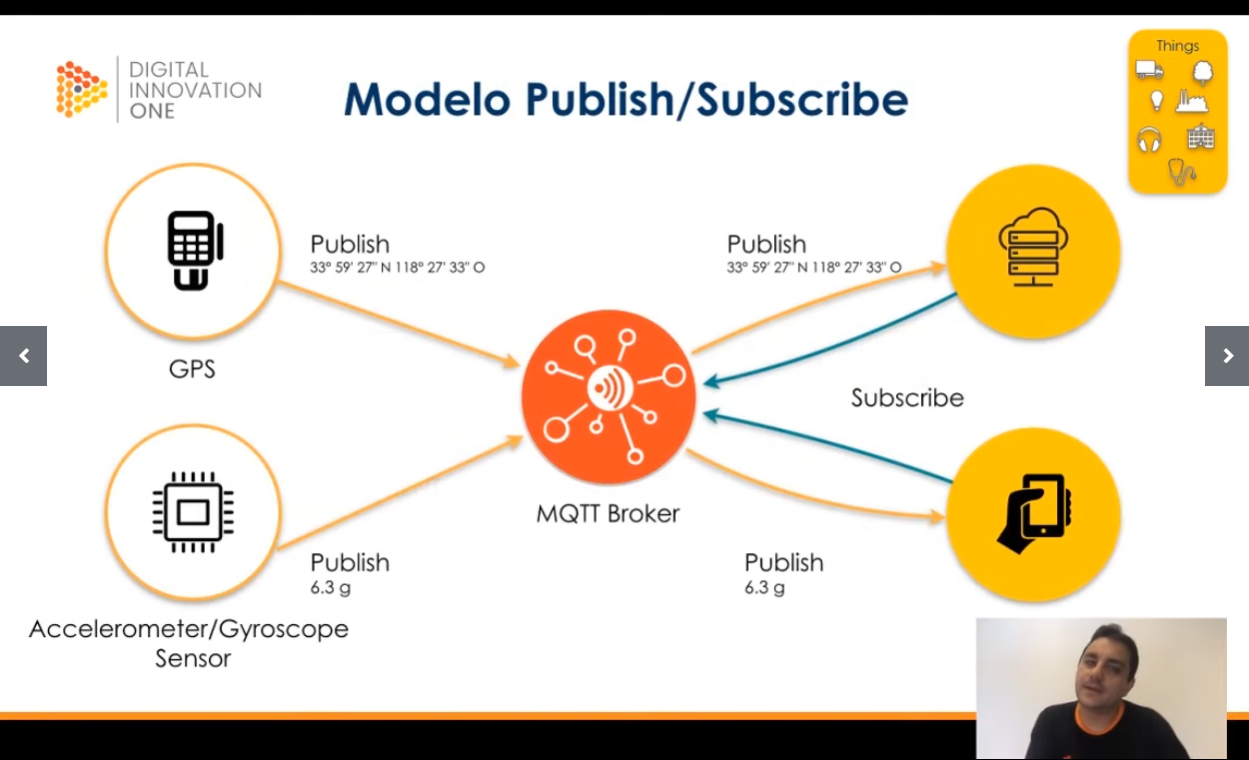 DIGITAL
INNOVATION
ONE
Modelo Publish/Subscribe
Things
Publish
33° 59' 27" N 118° 27' 33" O
Publish
33° 59' 27" N 118° 27' 33" O
GPS
Subscribe
MQTT Broker
Publish
6.3 g
Publish
6.3 g
Accelerometer/Gyroscope
Sensor